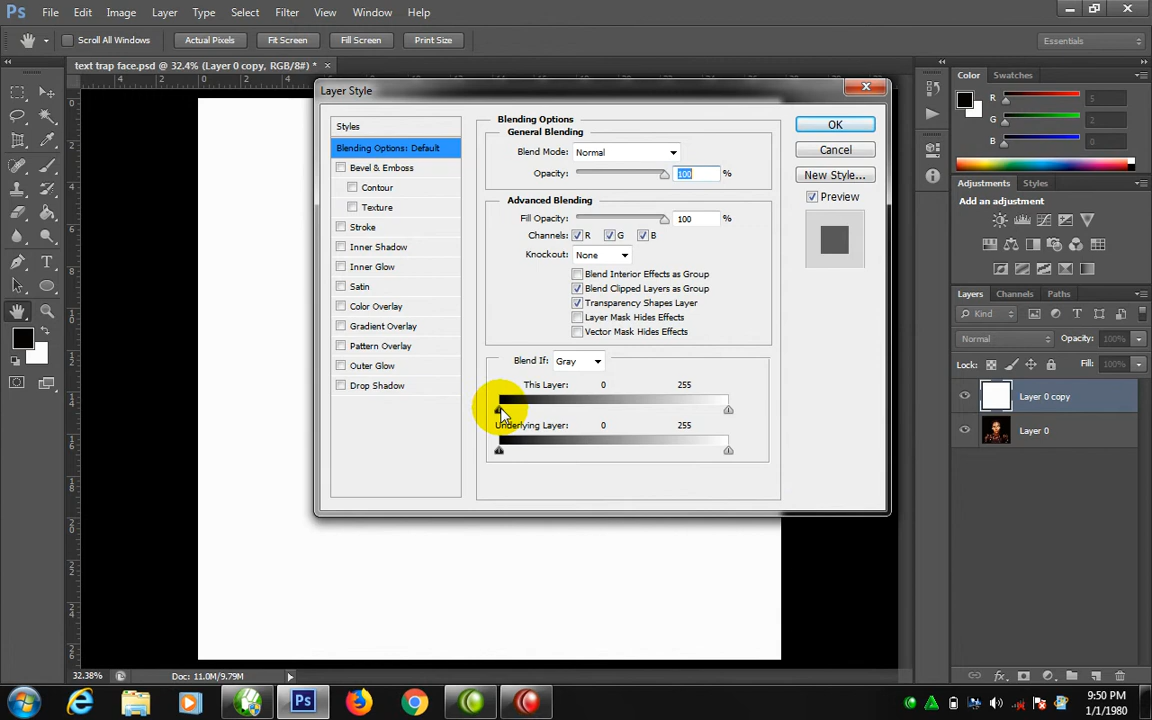 Ps File Edit Image Layer Type Select Filter View Window Help
Scroll All Windows Actual Pixels Fit Screen Fill Screen Print Size Essentials
text trap face.psd @ 32.4% (Layer 0 copy, RGB/8#) *
Layer Style
Styles
Blending Options: Default
Bevel & Emboss
Contour
Texture
Stroke
Inner Shadow
Inner Glow
Satin
Color Overlay
Gradient Overlay
Pattern Overlay
Outer Glow
Drop Shadow
Blending Options
General Blending
Blend Mode: Normal
Opacity: 100 %
Advanced Blending
Fill Opacity: 100 %
Channels: R G B
Knockout: None
Blend Interior Effects as Group
Blend Clipped Layers as Group
Transparency Shapes Layer
Layer Mask Hides Effects
Vector Mask Hides Effects
Blend If: Gray
This Layer: 0 255
Underlying Layer: 0 255
OK
Cancel
New Style...
Preview
Color Swatches
R 5
G 2
B 0
Adjustments Styles
Add an adjustment
Layers Channels Paths
Kind
Normal Opacity: 100%
Lock: Fill: 100%
Layer 0 copy
Layer 0
32.38% Doc: 11.0M/9.79M
Ps
9:50 PM
1/1/1980